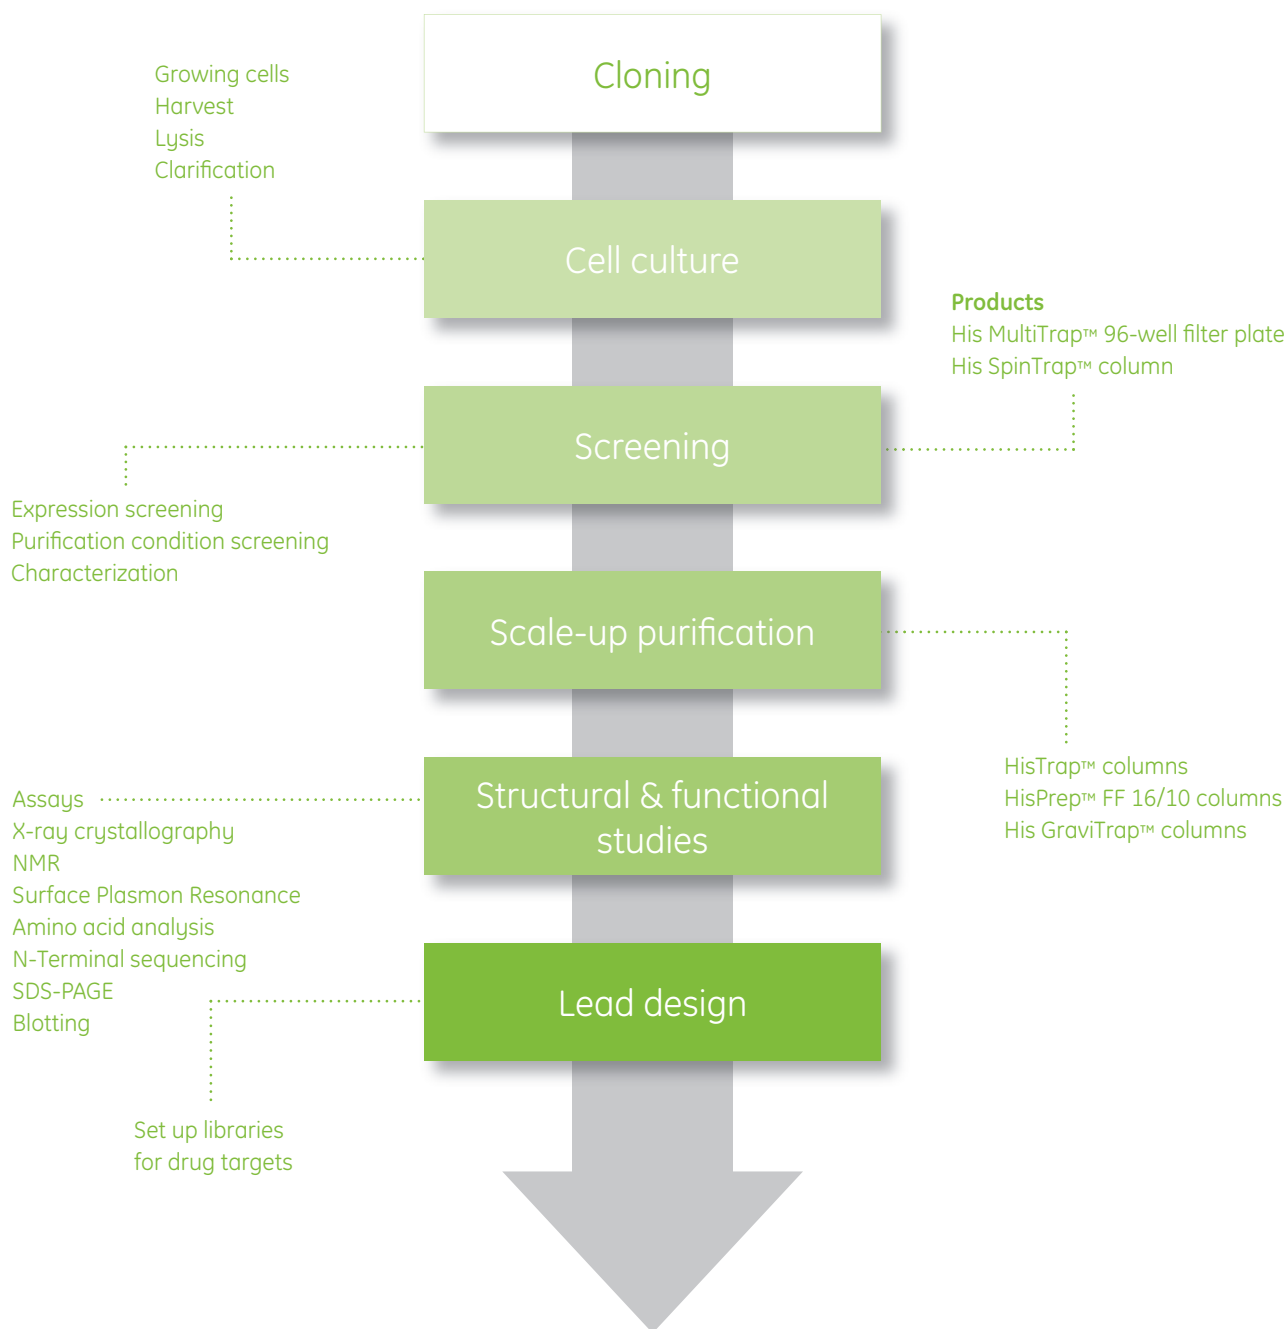 Cloning
Growing cells
Harvest
Lysis
Clarification
Cell culture
Products
His MultiTrap™ 96-well filter plate
His SpinTrap™ column
Screening
Expression screening
Purification condition screening
Characterization
Scale-up purification
HisTrap™ columns
HisPrep™ FF 16/10 columns
His GraviTrap™ columns
Structural & functional
studies
Assays
X-ray crystallography
NMR
Surface Plasmon Resonance
Amino acid analysis
N-Terminal sequencing
SDS-PAGE
Blotting
Lead design
Set up libraries
for drug targets